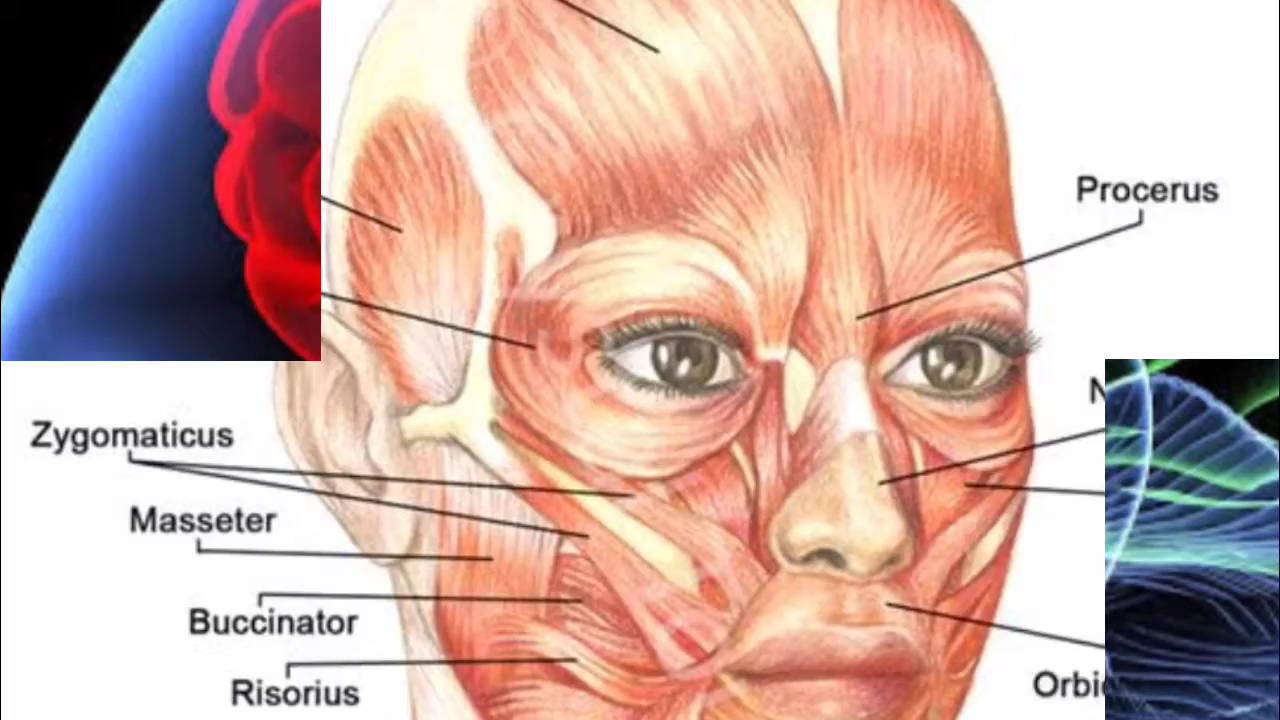 Procerus
N
Zygomaticus
Masseter
Buccinator
Risorius
Orbi